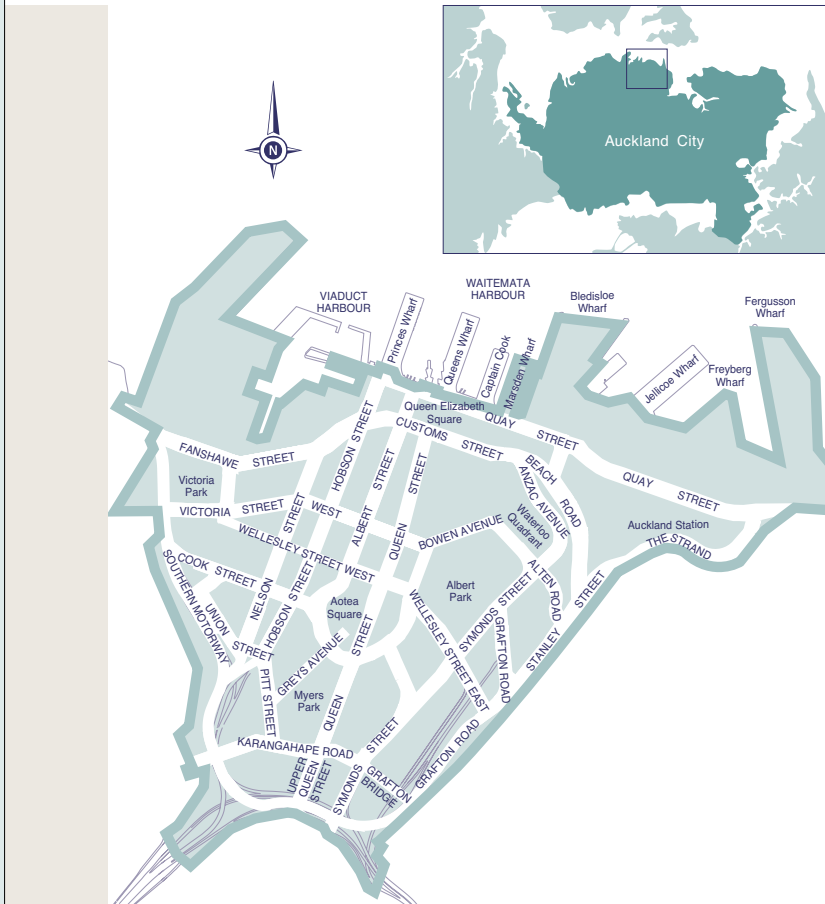 Auckland City
N
VIADUCT
HARBOUR
WAITEMATA
HARBOUR
Bledisloe
Wharf
Fergusson
Wharf
Princes Wharf
Queens Wharf
Captain Cook
Marsden Wharf
Jellicoe Wharf
Freyberg
Wharf
Queen Elizabeth
Square
QUAY STREET
CUSTOMS STREET
HOBSON STREET
FANSHAWE STREET
Victoria
Park
ALBERT STREET
QUEEN STREET
BEACH ROAD
ANZAC AVENUE
QUAY STREET
VICTORIA STREET WEST
NELSON STREET
WELLESLEY STREET WEST
BOWEN AVENUE
Waterloo
Quadrant
Auckland Station
THE STRAND
COOK STREET
SOUTHERN MOTORWAY
UNION STREET
HOBSON STREET
Aotea
Square
Albert
Park
ALTEN ROAD
STANLEY STREET
SYMONDS STREET
GRAFTON ROAD
WELLESLEY STREET EAST
PITT STREET
GREYS AVENUE
Myers
Park
QUEEN STREET
KARANGAHAPE ROAD
UPPER
QUEEN
STREET
SYMONDS STREET
GRAFTON
BRIDGE
GRAFTON ROAD